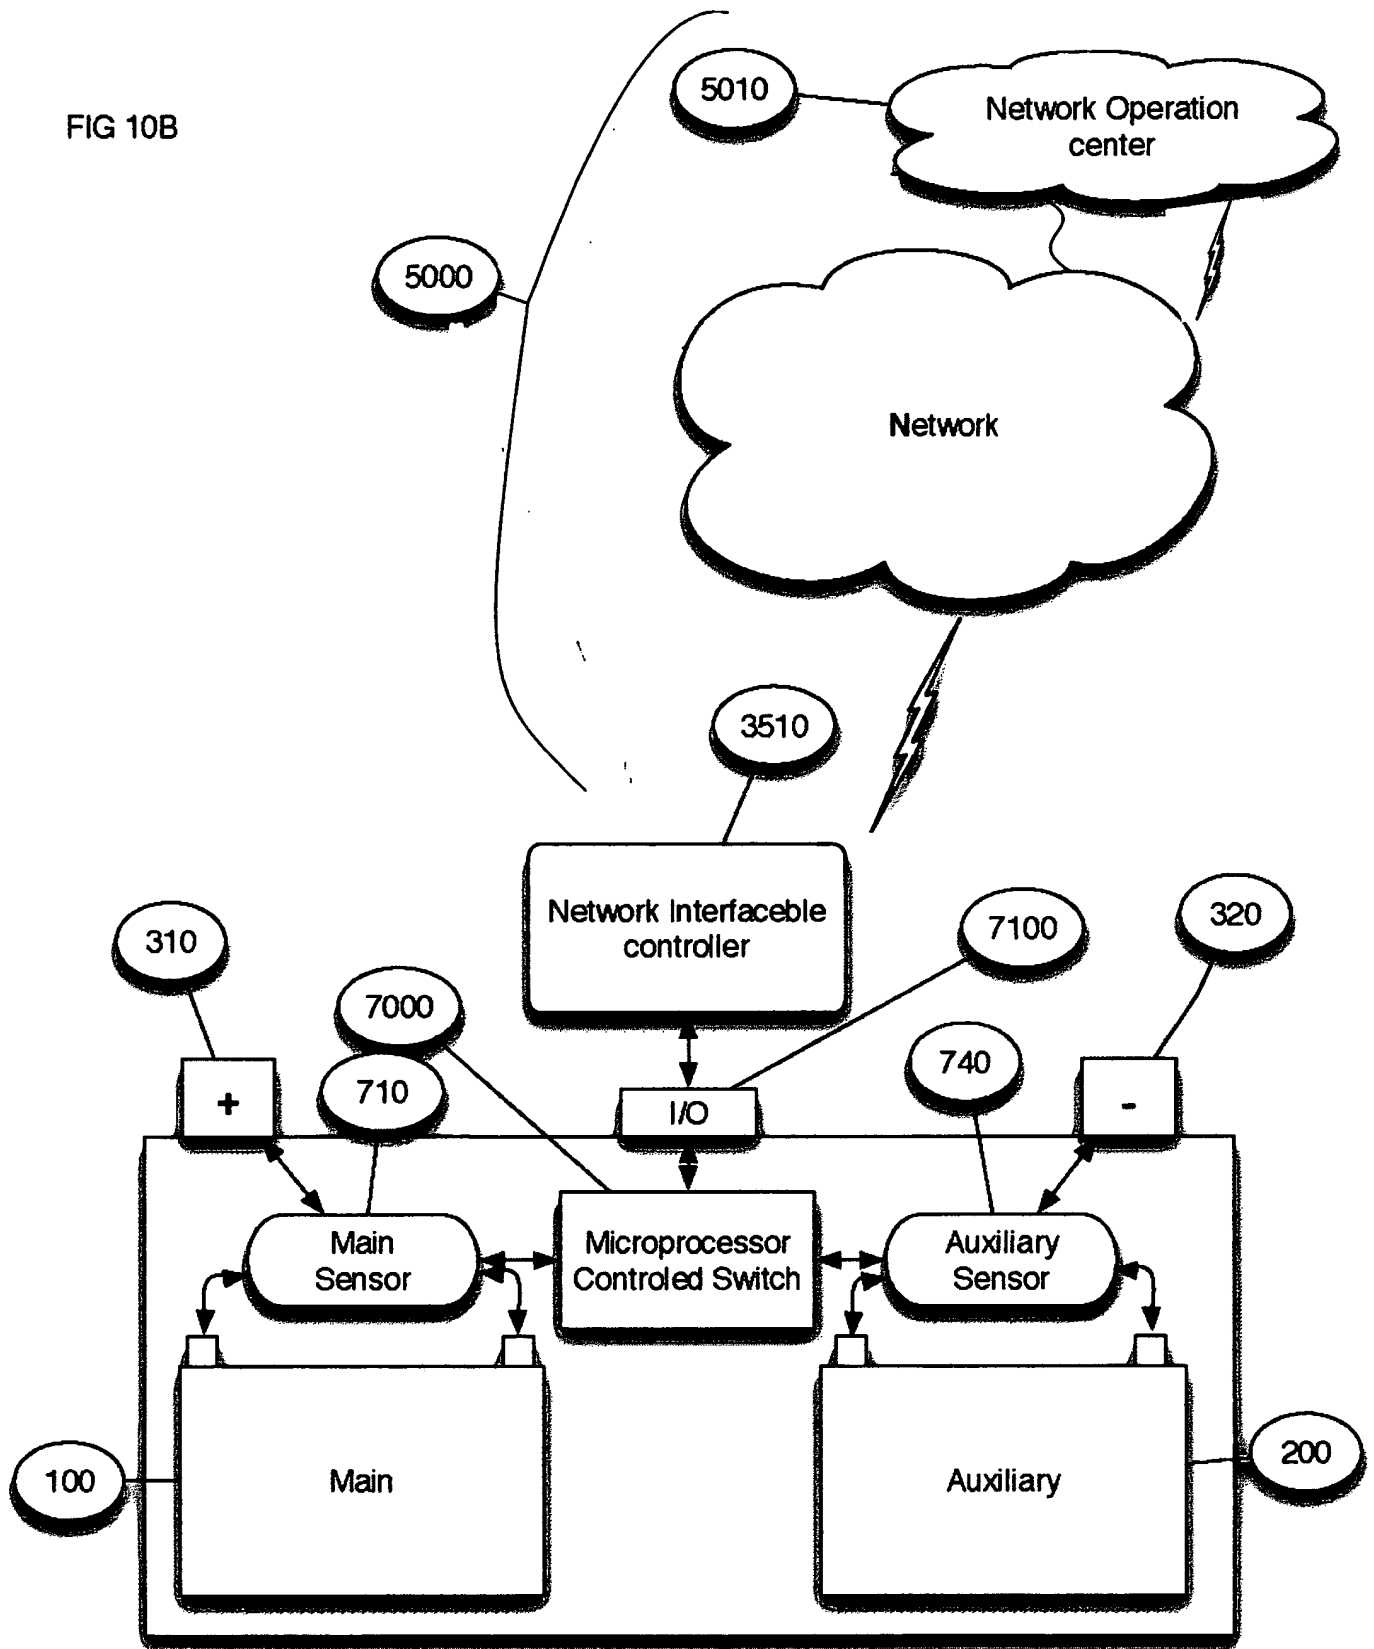 5010
Network Operation
center
FIG 10B
5000
Network
3510
Network Interfaceble
controller
310
7100
320
7000
740
710
+
I/O
-
Main
Sensor
Microprocessor
Controled Switch
Auxiliary
Sensor
100
Main
Auxiliary
200